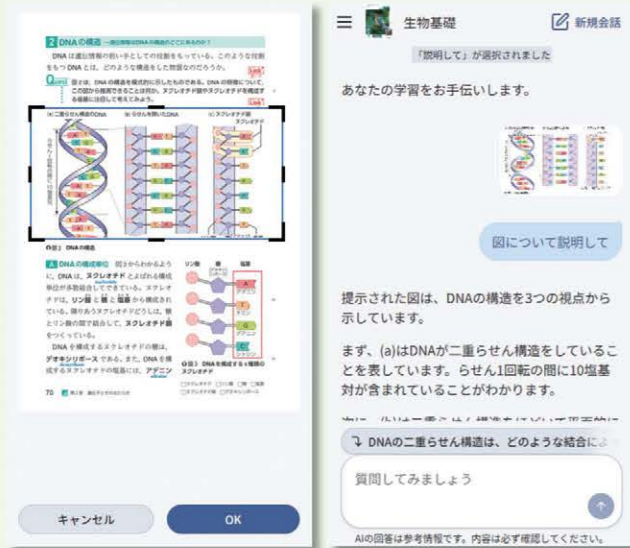 2 DNAの構造
DNAは遺伝情報の担い手としての役割をもっている。このような役割
をもつDNAとは、どのような構造をした物質なのだろうか。
図2は、DNAの構造を模式的に示したものである。DNAの特徴について、
この図から推測できることは何か。ヌクレオチド鎖やヌクレオチドを構成す
る塩基に注目して考えてみよう。
(a) 二重らせん構造のDNA (b) らせんを開いたDNA (c) ヌクレオチド鎖
ヌクレオチド
図2 DNAの構造
A DNAの構成単位 図2からわかるよう
に、DNAは、ヌクレオチドとよばれる構成
単位が多数結合してできている。ヌクレオ
チドは、リン酸と糖と塩基から構成され
ている。隣りあうヌクレオチドどうしは、糖
とリン酸の間で結合して、ヌクレオチド鎖
をつくっている。
DNAを構成するヌクレオチドの糖は、
デオキシリボースである。また、DNAを構
成するヌクレオチドの塩基には、アデニン
リン酸 糖 塩基
A
アデニン
T
チミン
G
グアニン
C
シトシン
図3 DNAを構成する4種類の
ヌクレオチド
70
キャンセル
OK
生物基礎
新規会話
「説明して」が選択されました
あなたの学習をお手伝いします。
図について説明して
提示された図は、DNAの構造を3つの視点から
示しています。
まず、(a)はDNAが二重らせん構造をしているこ
とを表しています。らせん1回転の間に10塩基
対が含まれていることがわかります。
DNAの二重らせん構造は、どのような結合によ
質問してみましょう
AIの回答は参考情報です。内容は必ず確認してください。